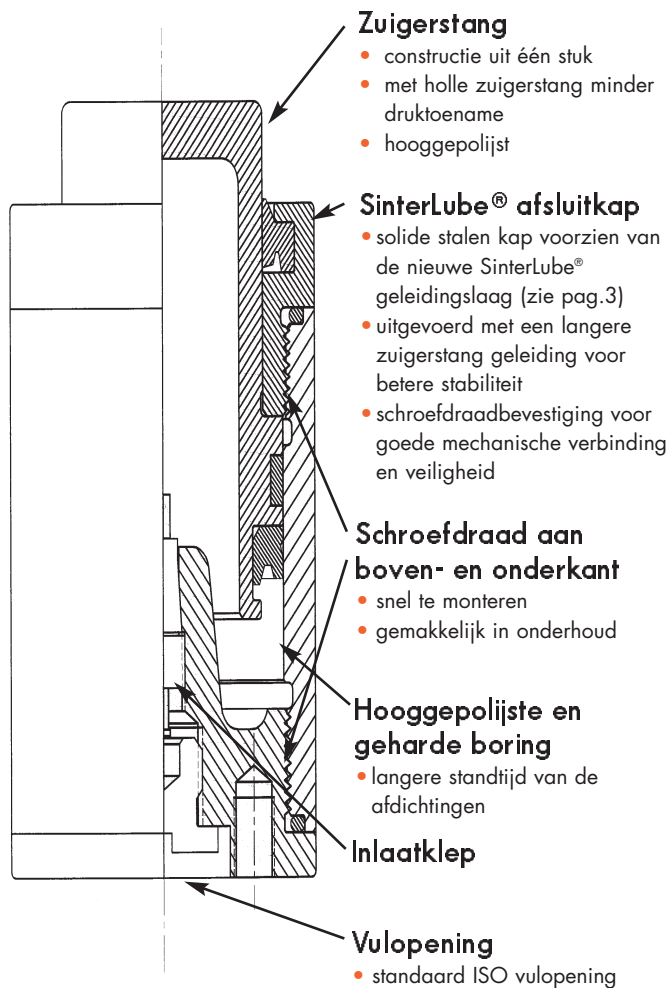 Zuigerstang
• constructie uit één stuk
• met holle zuigerstang minder
druktoename
• hooggepolijst
SinterLube® afsluitkap
• solide stalen kap voorzien van
de nieuwe SinterLube®
geleidingslaag (zie pag.3)
• uitgevoerd met een langere
zuigerstang geleiding voor
betere stabiliteit
• schroefdraadbevestiging voor
goede mechanische verbinding
en veiligheid
Schroefdraad aan
boven- en onderkant
• snel te monteren
• gemakkelijk in onderhoud
Hooggepolijste en
geharde boring
• langere standtijd van de
afdichtingen
Inlaatklep
Vulopening
• standaard ISO vulopening